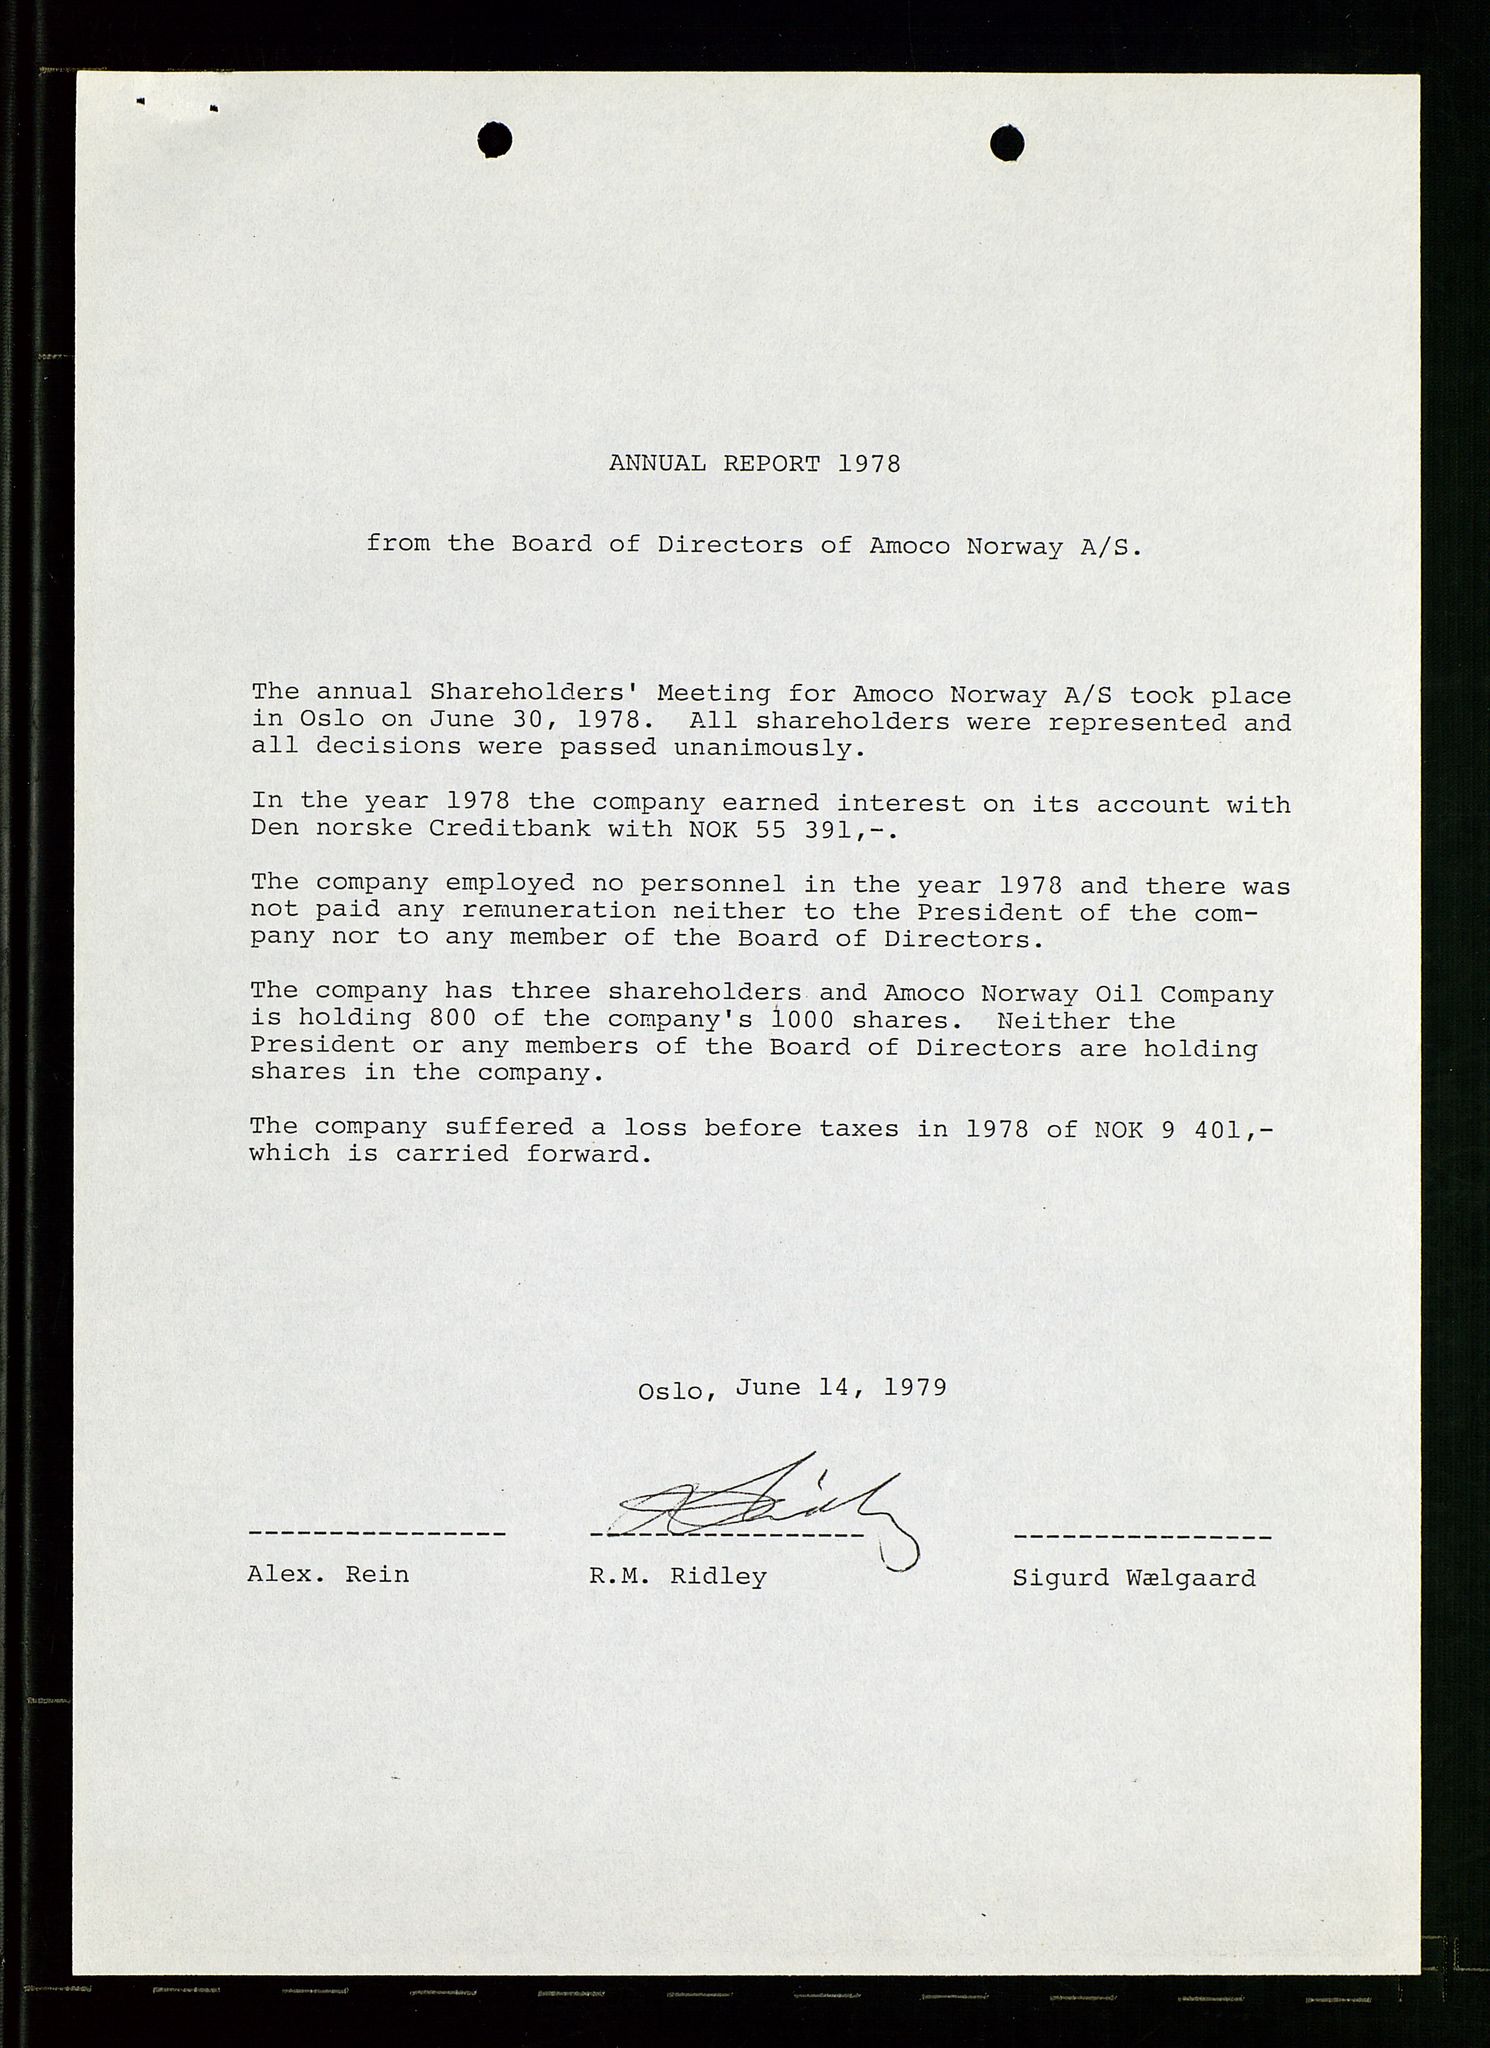 ANNUAL REPORT 1978
from the Board of Directors of Amoco Norway A/S.
The annual Shareholders' Meeting for Amoco Norway A/S took place
in Oslo on June 30, 1978. All shareholders were represented and
all decisions were passed unanimously.
In the year 1978 the company earned interest on its account with
Den norske Creditbank with NOK 55 391,-.
The company employed no personnel in the year 1978 and there was
not paid any remuneration neither to the President of the com-
pany nor to any member of the Board of Directors.
The company has three shareholders and Amoco Norway Oil Company
is holding 800 of the company's 1000 shares. Neither the
President or any members of the Board of Directors are holding
shares in the company.
The company suffered a loss before taxes in 1978 of NOK 9 401,-
which is carried forward.
Oslo, June 14, 1979
Alex. Rein R.M. Ridley Sigurd Wælgaard